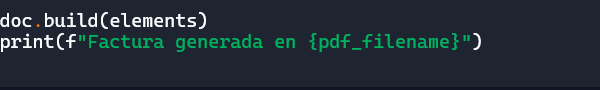 doc.build(elements)
print(f"Factura generada en {pdf_filename}")